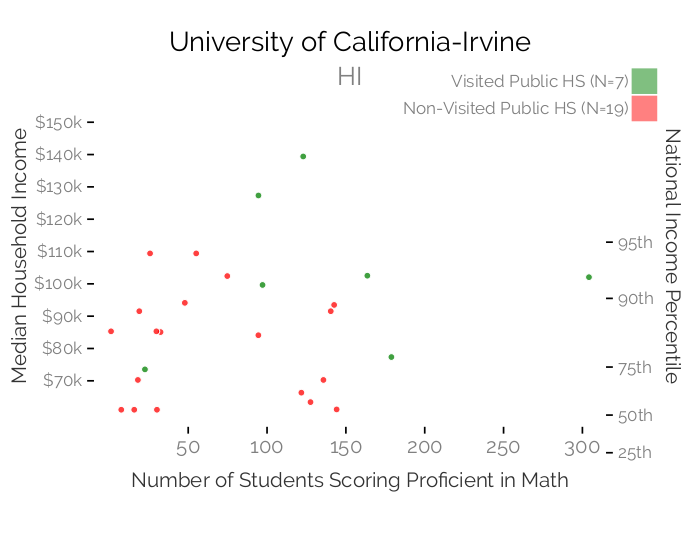 University of California-Irvine
HI
Visited Public HS (N=7)
Non-Visited Public HS (N=19)
Median Household Income
$150k
$140k
$130k
$120k
$110k
$100k
$90k
$80k
$70k
National Income Percentile
95th
90th
75th
50th
25th
50
100
150
200
250
300
Number of Students Scoring Proficient in Math